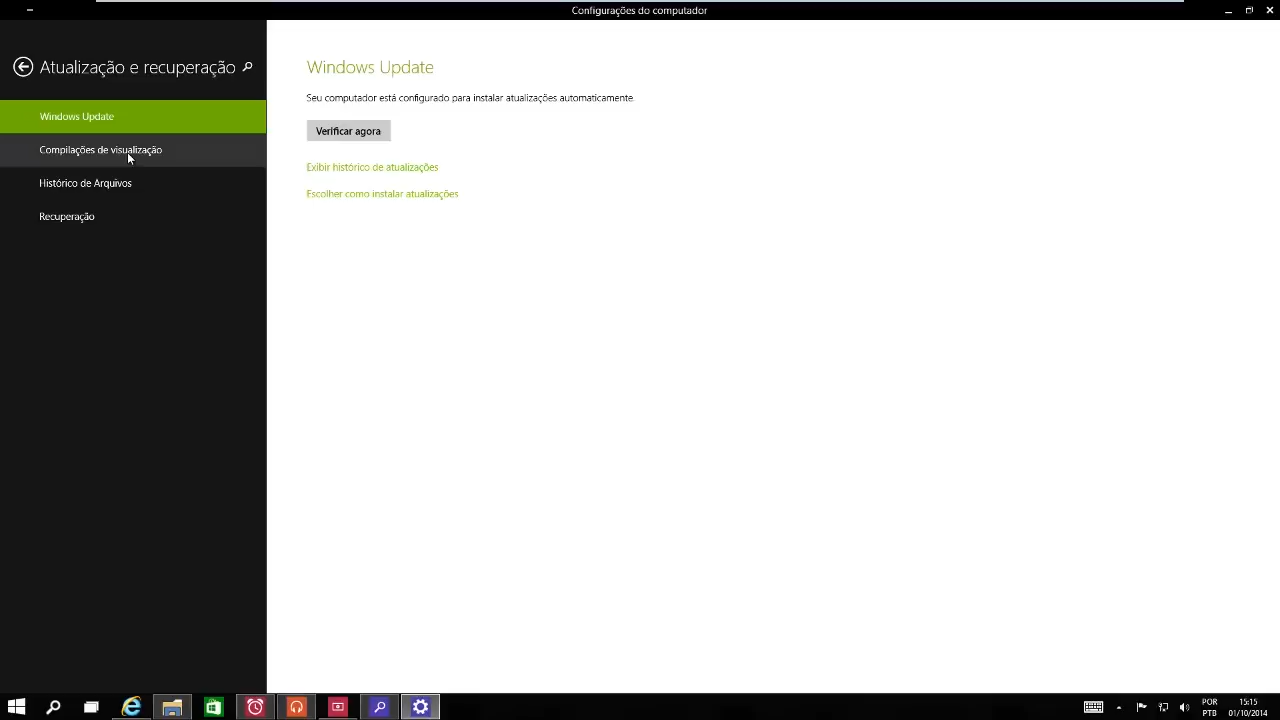 Configurações do computador
Atualização e recuperação
Windows Update
Compilações de visualização
Histórico de Arquivos
Recuperação
Windows Update
Seu computador está configurado para instalar atualizações automaticamente.
Verificar agora
Exibir histórico de atualizações
Escolher como instalar atualizações
POR
PTB
15:15
01/10/2014